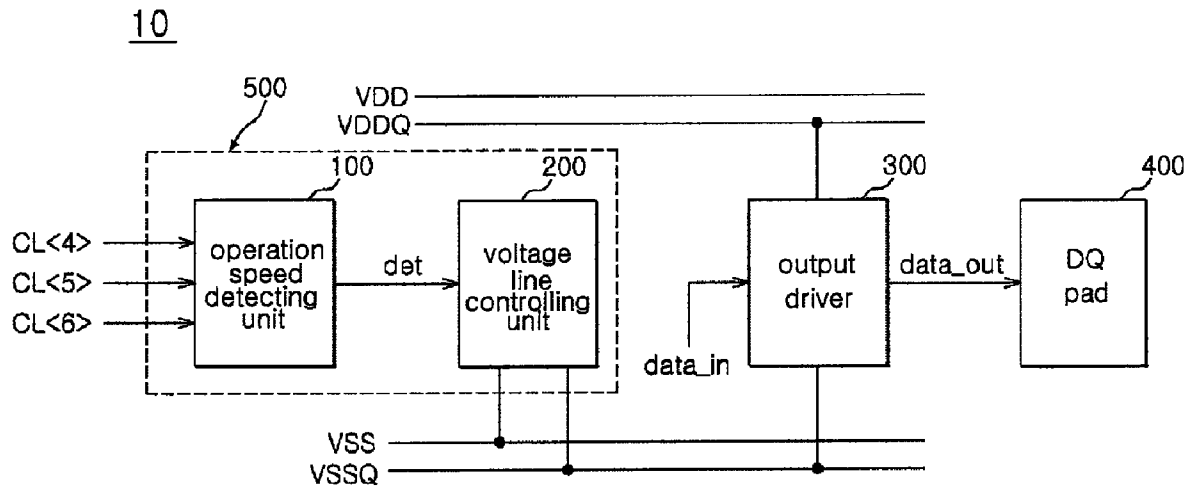 10
500
VDD
VDDQ
100
200
300
400
CL<4>
CL<5>
CL<6>
operation
speed
detecting
unit
det
voltage
line
controlling
unit
data_in
output
driver
data_out
DQ
pad
VSS
VSSQ